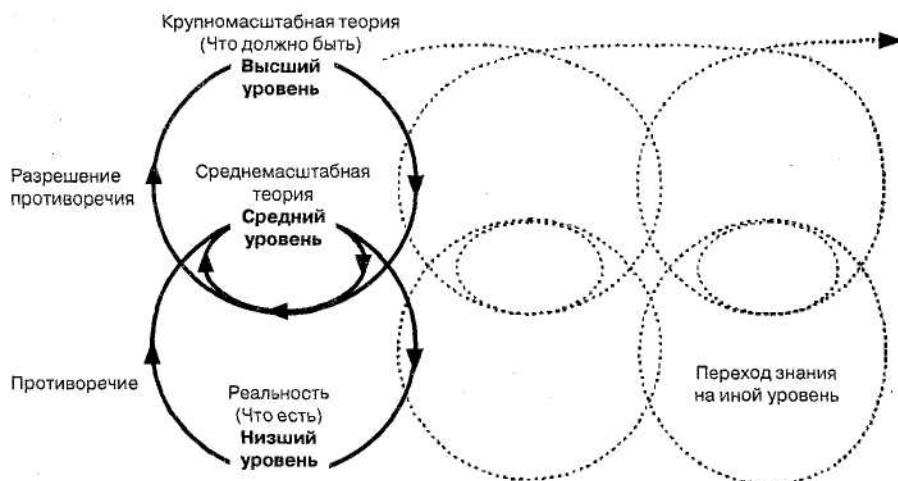 Крупномасштабная теория
(Что должно быть)
Высший
уровень
Разрешение
противоречия
Среднемасштабная
теория
Средний
уровень
Противоречие
Реальность
(Что есть)
Низший
уровень
Переход знания
на иной уровень